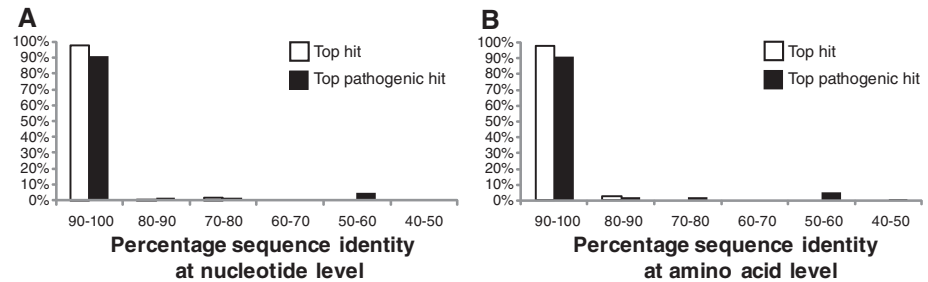 A
100%
90%
80%
70%
60%
50%
40%
30%
20%
10%
0%
Top hit
Top pathogenic hit
90-100 80-90 70-80 60-70 50-60 40-50
Percentage sequence identity
at nucleotide level
B
100%
90%
80%
70%
60%
50%
40%
30%
20%
10%
0%
Top hit
Top pathogenic hit
90-100 80-90 70-80 60-70 50-60 40-50
Percentage sequence identity
at amino acid level